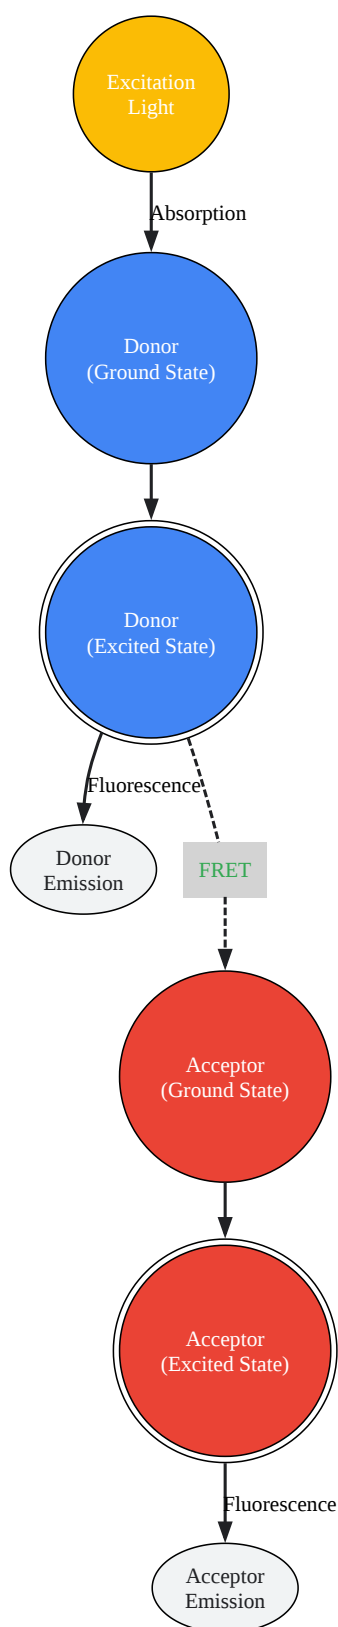 Excitation
Light
Absorption
Donor
(Ground State)
Donor
(Excited State)
Fluorescence
Donor
Emission
FRET
Acceptor
(Ground State)
Acceptor
(Excited State)
Fluorescence
Acceptor
Emission